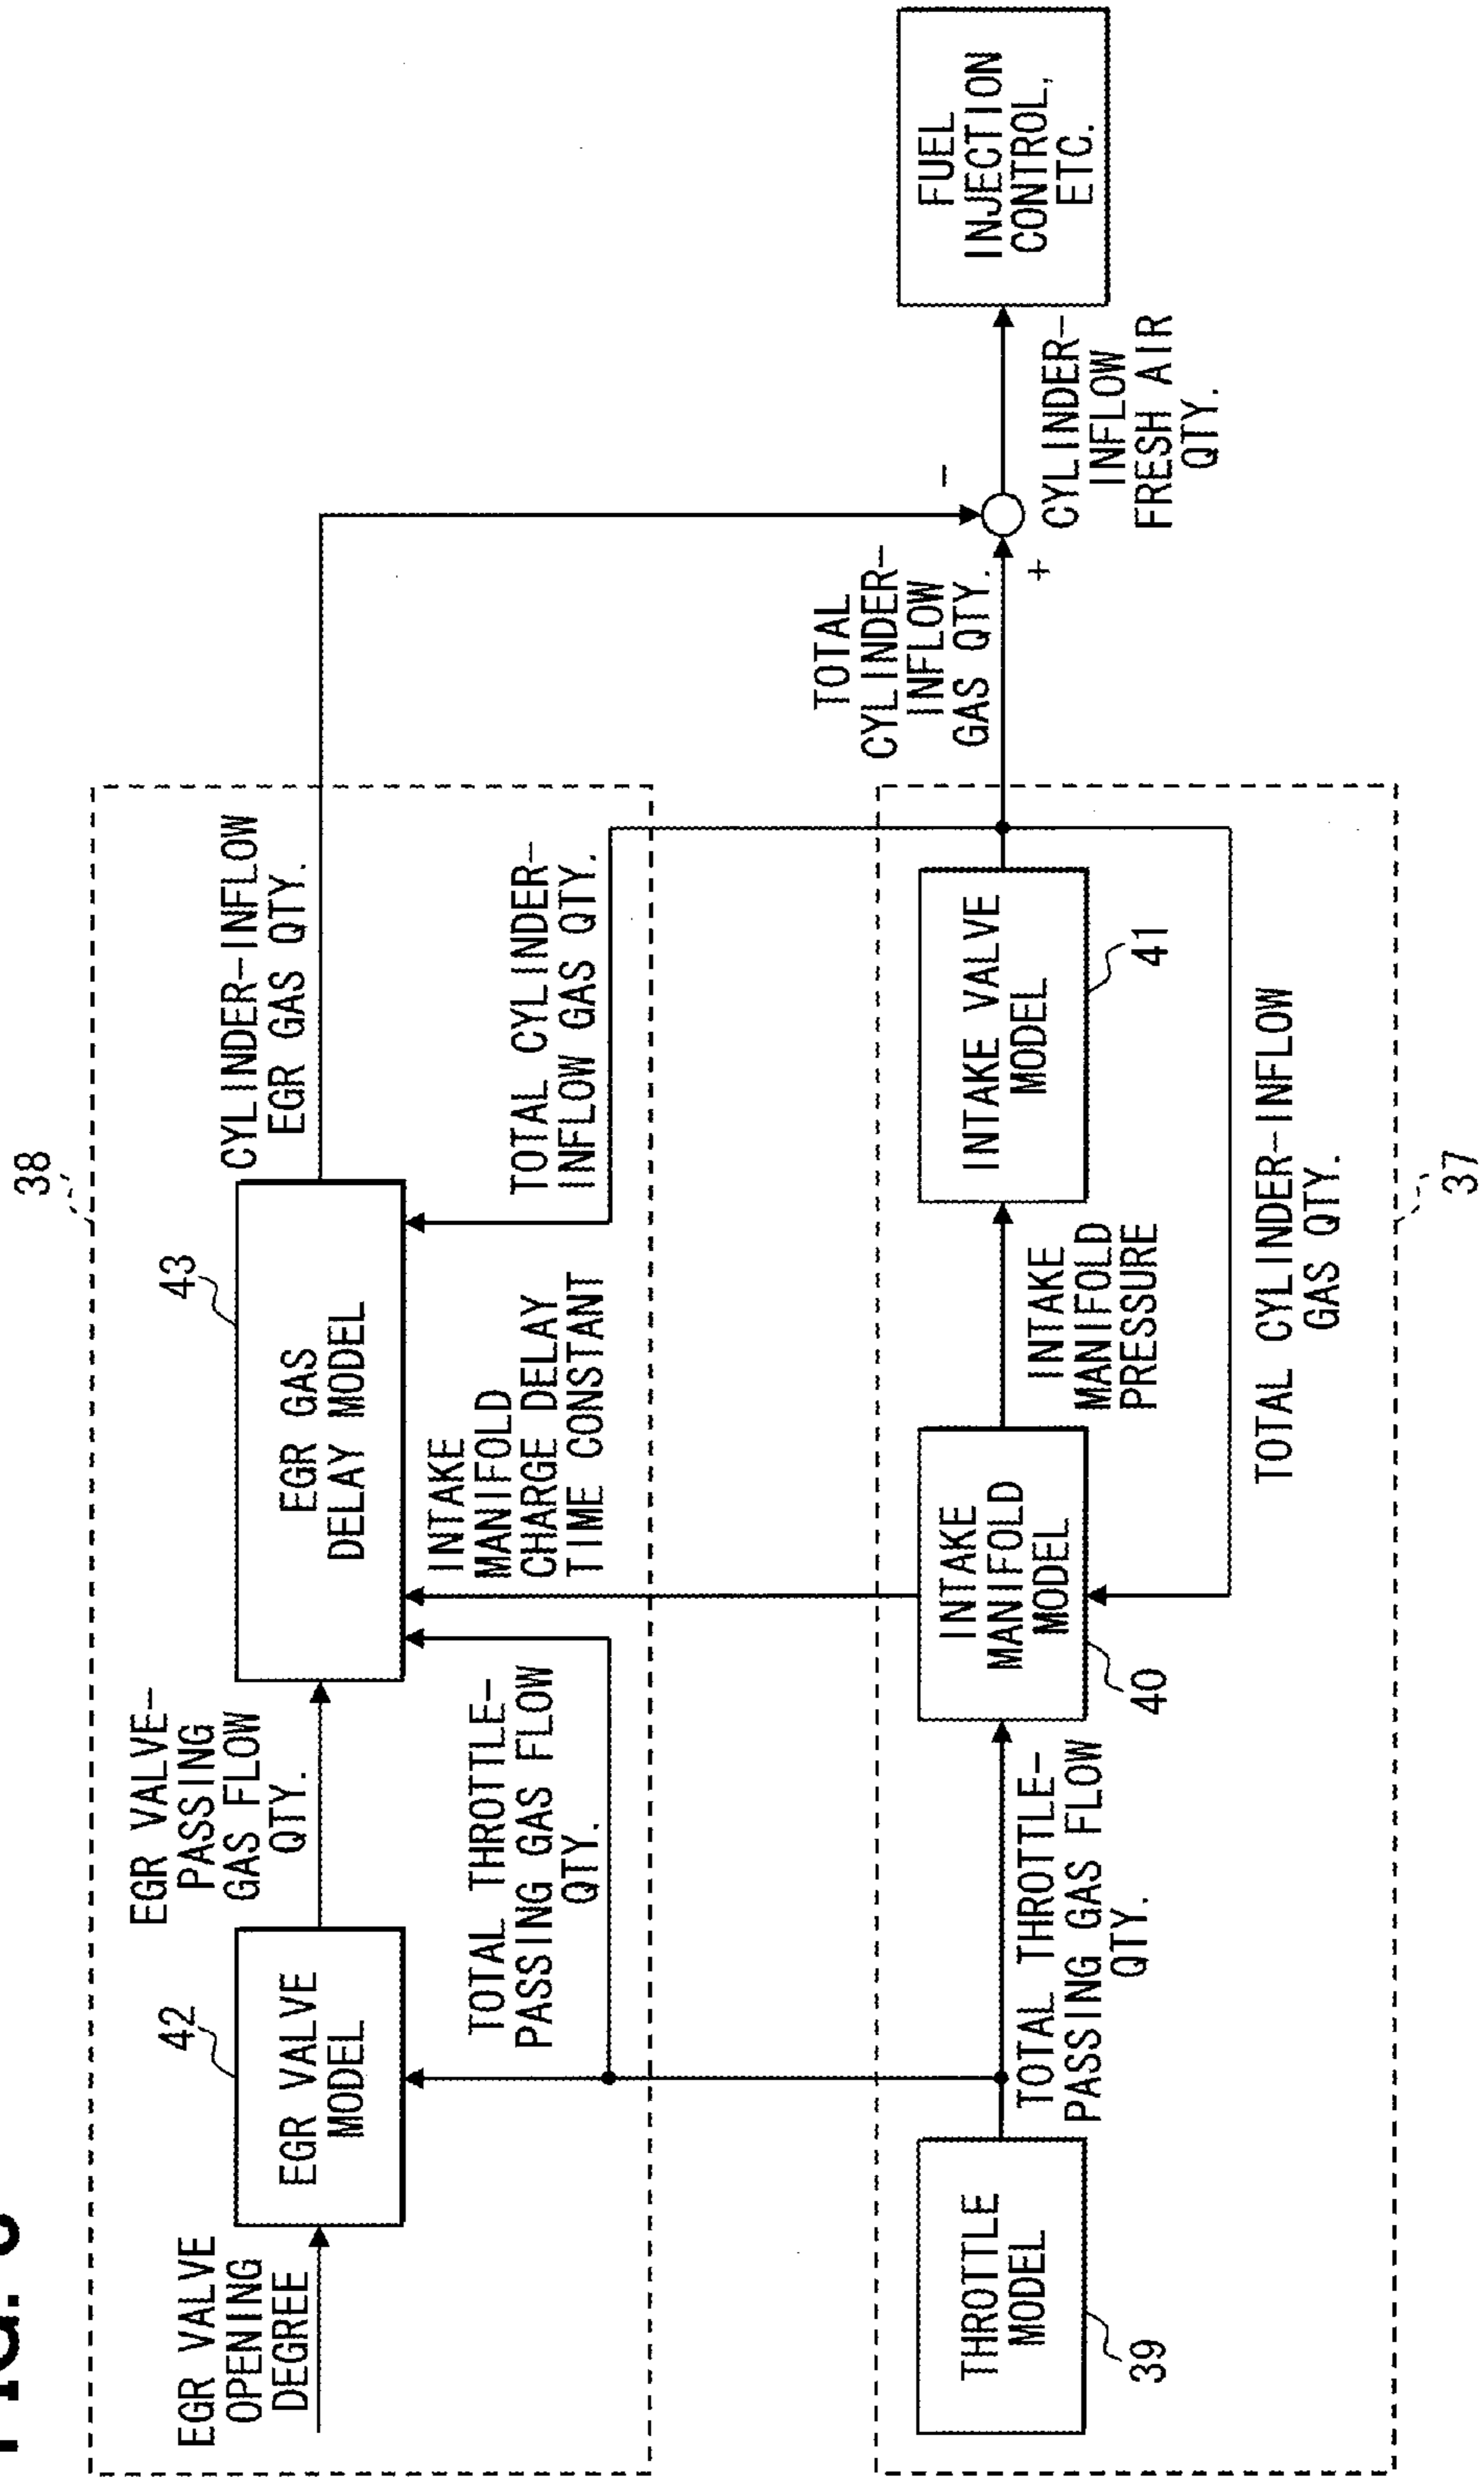 FIG.
38
EGR VALVE
OPENING
DEGREE
42
EGR VALVE
MODEL
EGR VALVE-
PASSING
GAS FLOW
QTY.
43
EGR GAS
DELAY MODEL
CYLINDER-INFLOW
EGR GAS QTY.
TOTAL THROTTLE-
PASSING GAS FLOW
QTY.
INTAKE
MANIFOLD
CHARGE DELAY
TIME CONSTANT
TOTAL CYLINDER-
INFLOW GAS QTY.
THROTTLE
MODEL
39
TOTAL THROTTLE-
PASSING GAS FLOW
QTY.
INTAKE
MANIFOLD
MODEL
40
INTAKE
MANIFOLD
PRESSURE
INTAKE VALVE
MODEL
41
TOTAL CYLINDER-INFLOW
GAS QTY.
37
TOTAL
CYLINDER-
INFLOW
GAS QTY.
+
-
CYLINDER-
INFLOW
FRESH AIR
QTY.
FUEL
INJECTION
CONTROL,
ETC.